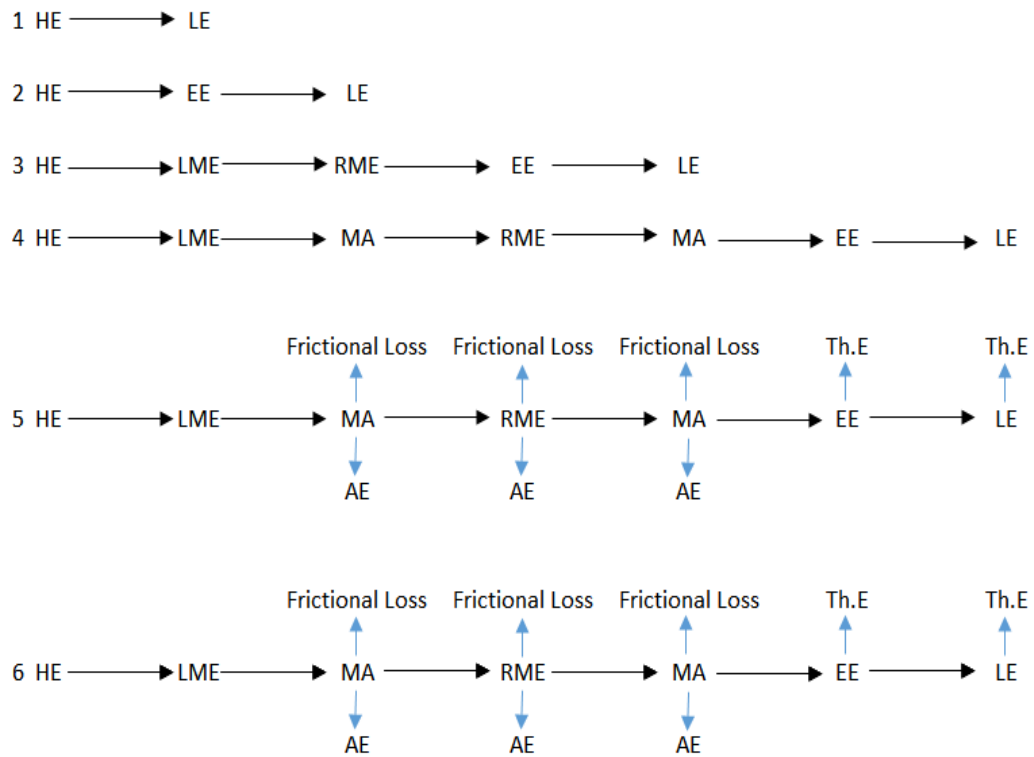 1 HE LE
2 HE EE LE
3 HE LME RME EE LE
4 HE LME MA RME MA EE LE
Frictional Loss Frictional Loss Frictional Loss Th.E Th.E
5 HE LME MA RME MA EE LE
AE AE AE
Frictional Loss Frictional Loss Frictional Loss Th.E Th.E
6 HE LME MA RME MA EE LE
AE AE AE